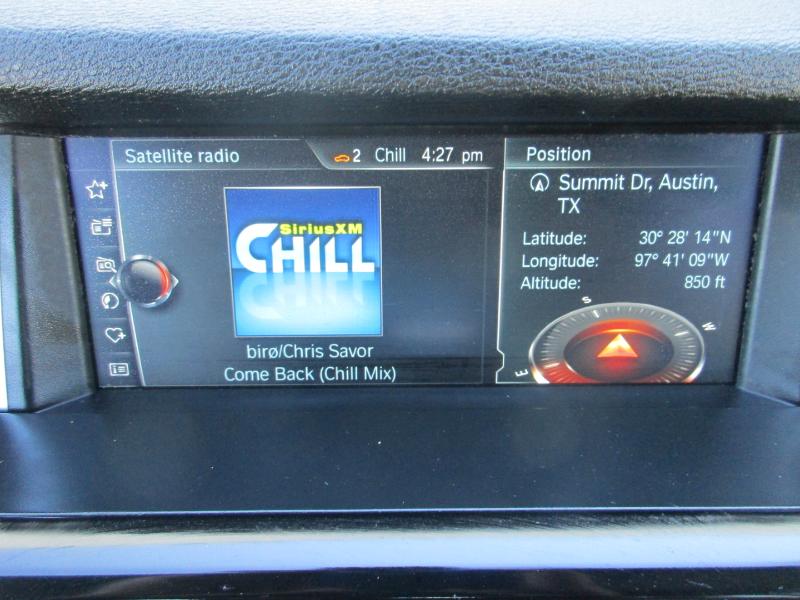 Satellite radio
2 Chill 4:27 pm
SiriusXM
CHILL
birø/Chris Savor
Come Back (Chill Mix)
Position
Summit Dr, Austin,
TX
Latitude: 30° 28' 14"N
Longitude: 97° 41' 09"W
Altitude: 850 ft
S
W
E